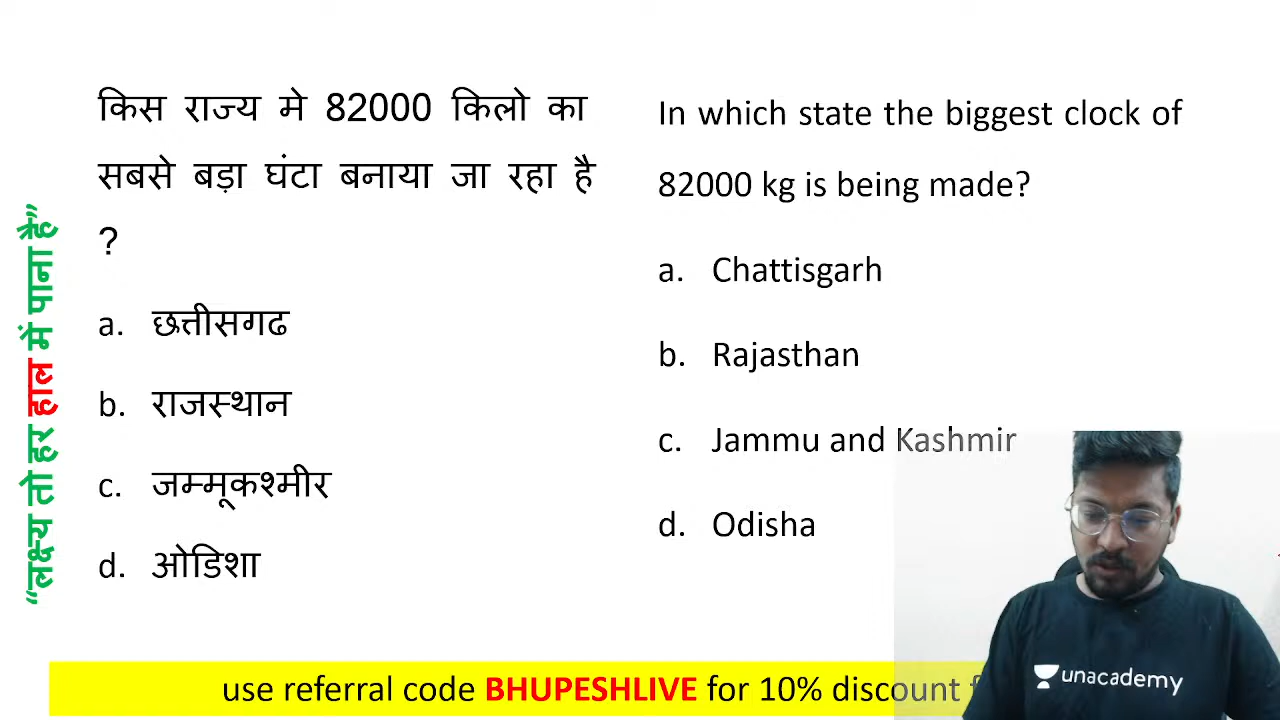 "लक्ष्य तो हर हाल में पाना है"
किस राज्य मे 82000 किलो का
सबसे बड़ा घंटा बनाया जा रहा है
?
a. छत्तीसगढ
b. राजस्थान
c. जम्मूकश्मीर
d. ओडिशा
In which state the biggest clock of
82000 kg is being made?
a. Chattisgarh
b. Rajasthan
c. Jammu and Kashmir
d. Odisha
unacademy
use referral code BHUPESHLIVE for 10% discount